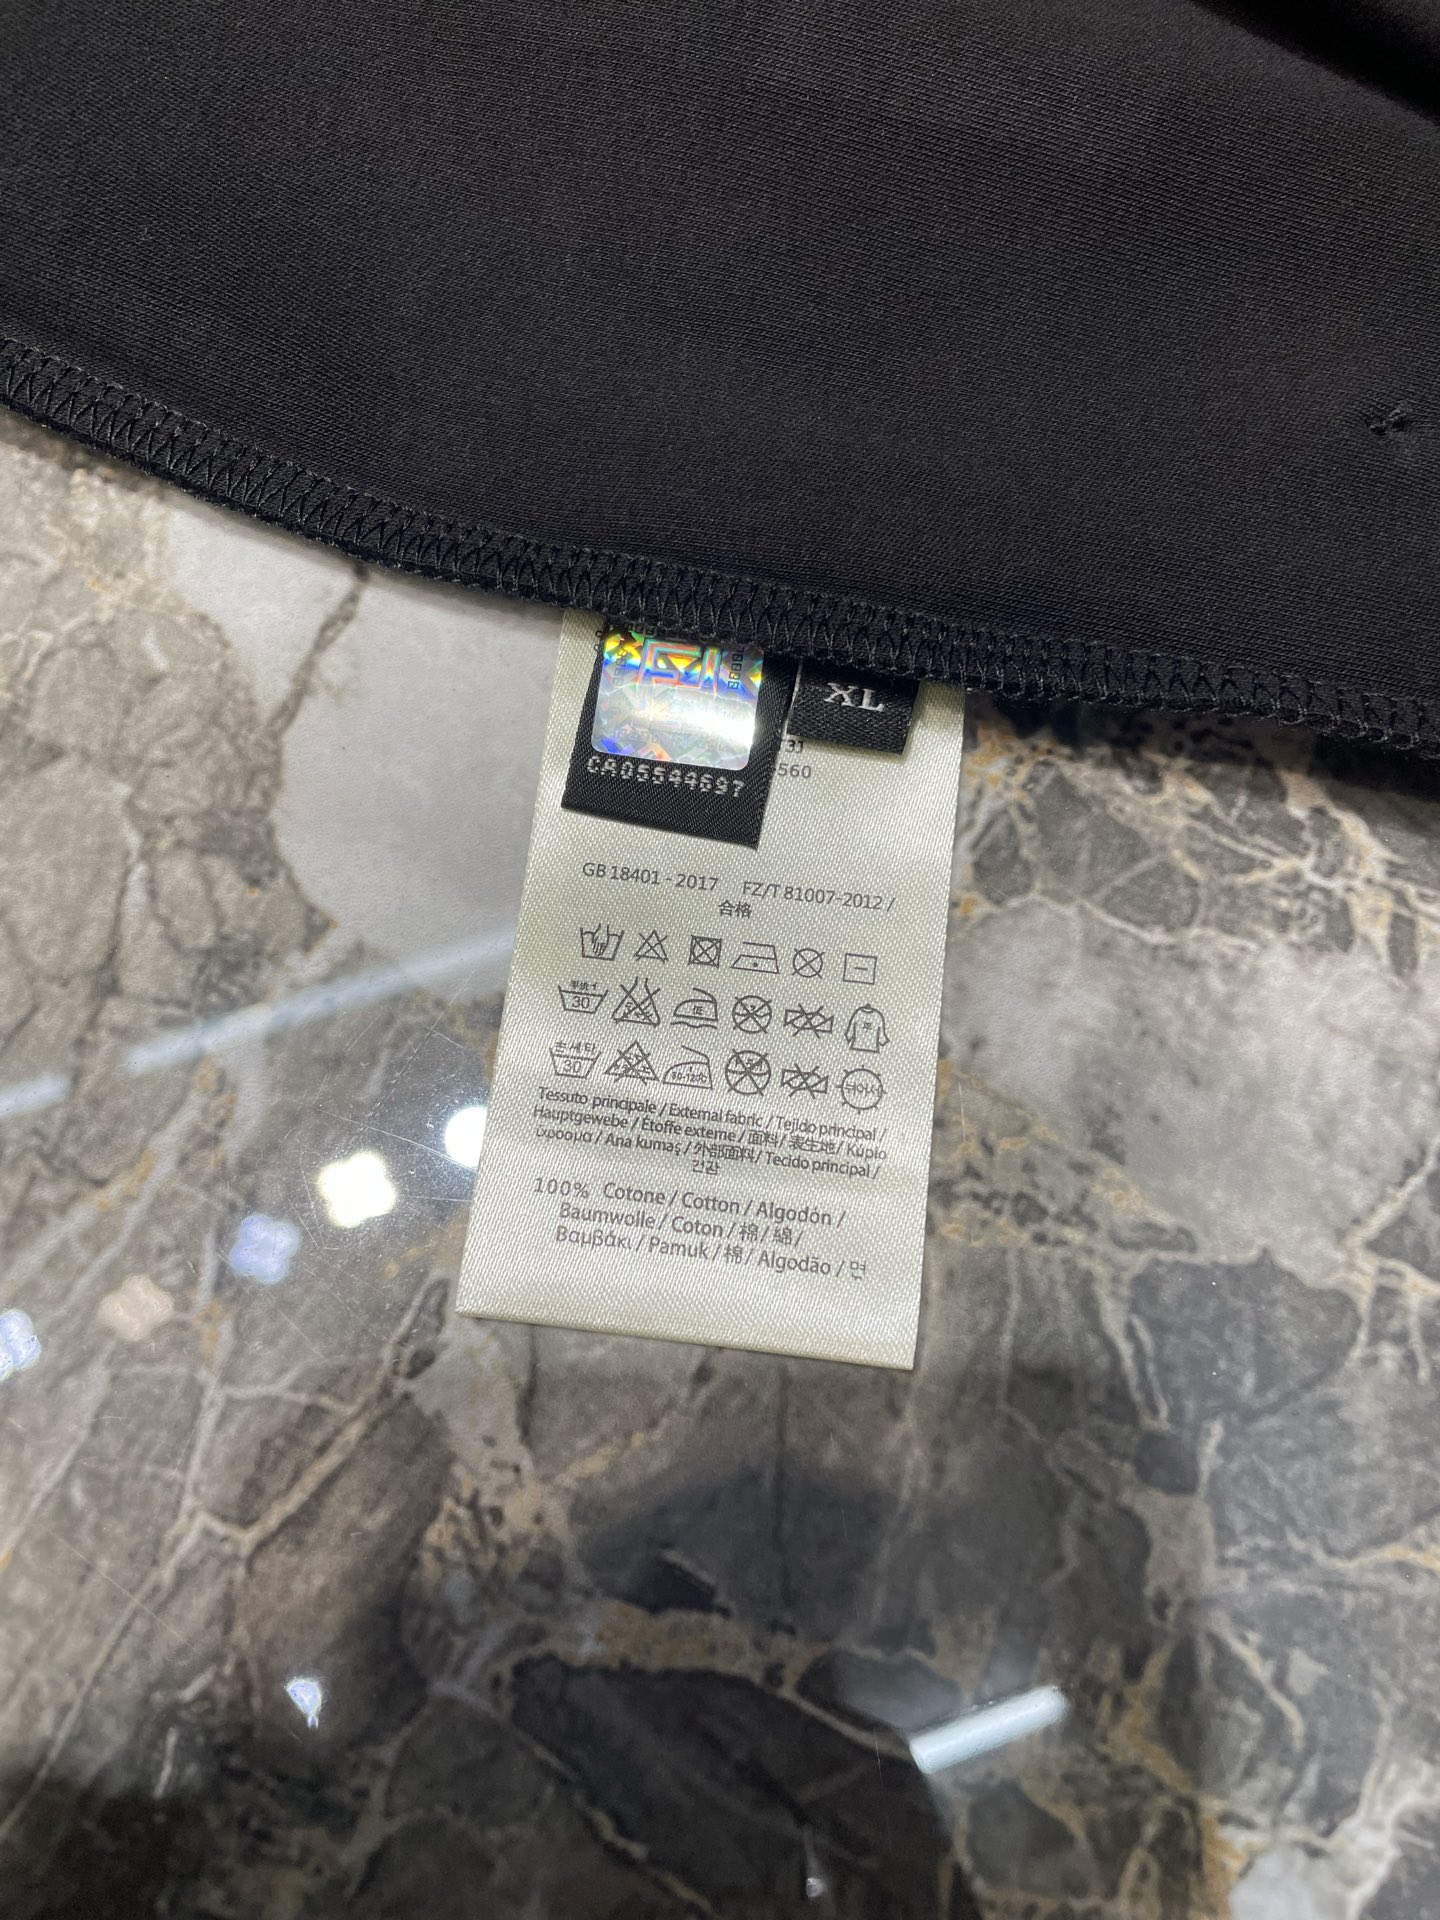 XL
CA05544697
31
560
GB 18401 - 2017 FZ/T 81007-2012 /
合格
30
30
Tessuto principale / External fabric / Tejido principal /
Hauptgewebe / Étoffe externe / 面料 / 表生地 / Κύριο
ύφασμα / Ana kumaş / 外部面料 / Tecido principal /
겉감
100% Cotone / Cotton / Algodón /
Baumwolle / Coton / 棉 / 綿 /
Βαμβάκι / Pamuk / 棉 / Algodão / 면